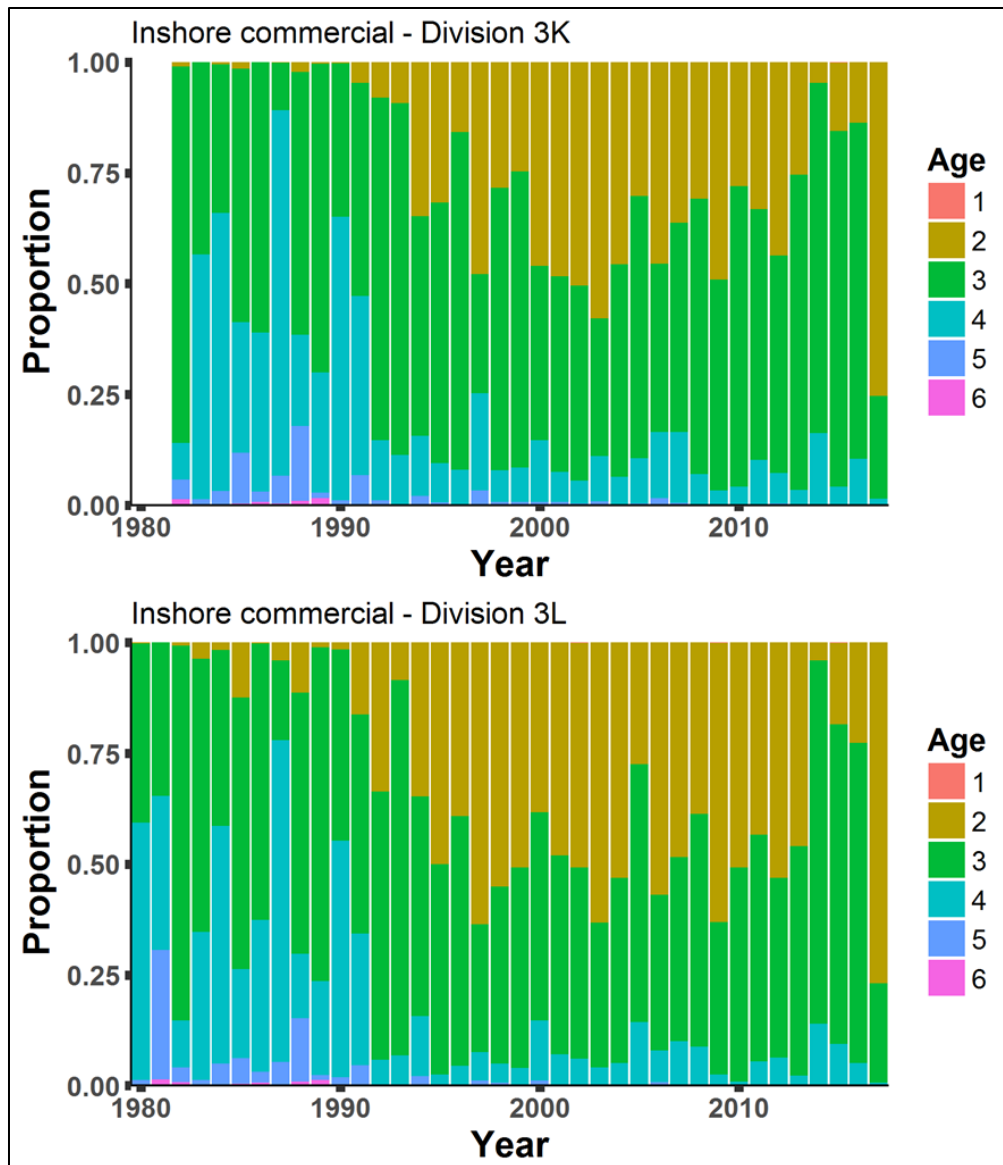 Inshore commercial - Division 3K
1.00
0.75
0.50
0.25
0.00
Proportion
1980 1990 2000 2010
Year
Age
1
2
3
4
5
6
Inshore commercial - Division 3L
1.00
0.75
0.50
0.25
0.00
Proportion
1980 1990 2000 2010
Year
Age
1
2
3
4
5
6